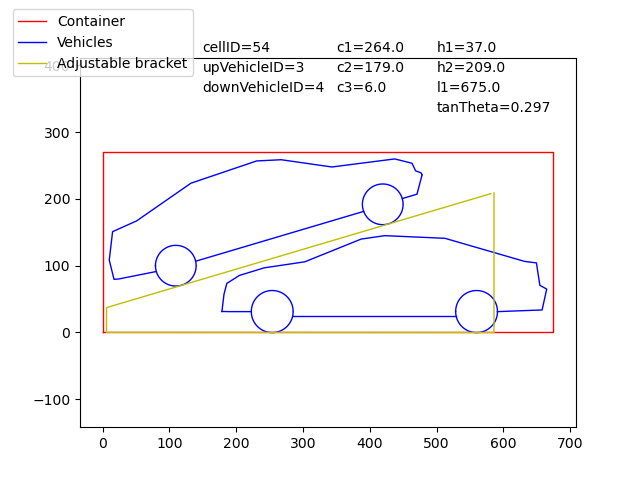 Container
Vehicles
Adjustable bracket
cellID=54 c1=264.0 h1=37.0
upVehicleID=3 c2=179.0 h2=209.0
downVehicleID=4 c3=6.0 l1=675.0
tanTheta=0.297
400
300
200
100
0
−100
0 100 200 300 400 500 600 700